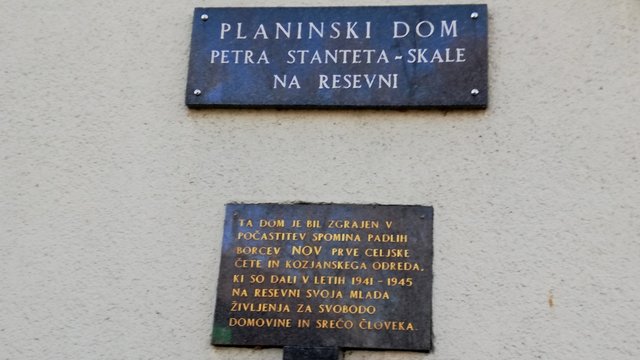 PLANINSKI DOM
PETRA STANTETA-SKALE
NA RESEVNI
TA DOM JE BIL ZGRAJEN V
POČASTITEV SPOMINA PADLIH
BORCEV NOV PRVE CELJSKE
ČETE IN KOZJANSKEGA ODREDA,
KI SO DALI V LETIH 1941-1945
NA RESEVNI SVOJA MLADA
ŽIVLJENJA ZA SVOBODO
DOMOVINE IN SREČO ČLOVEKA.